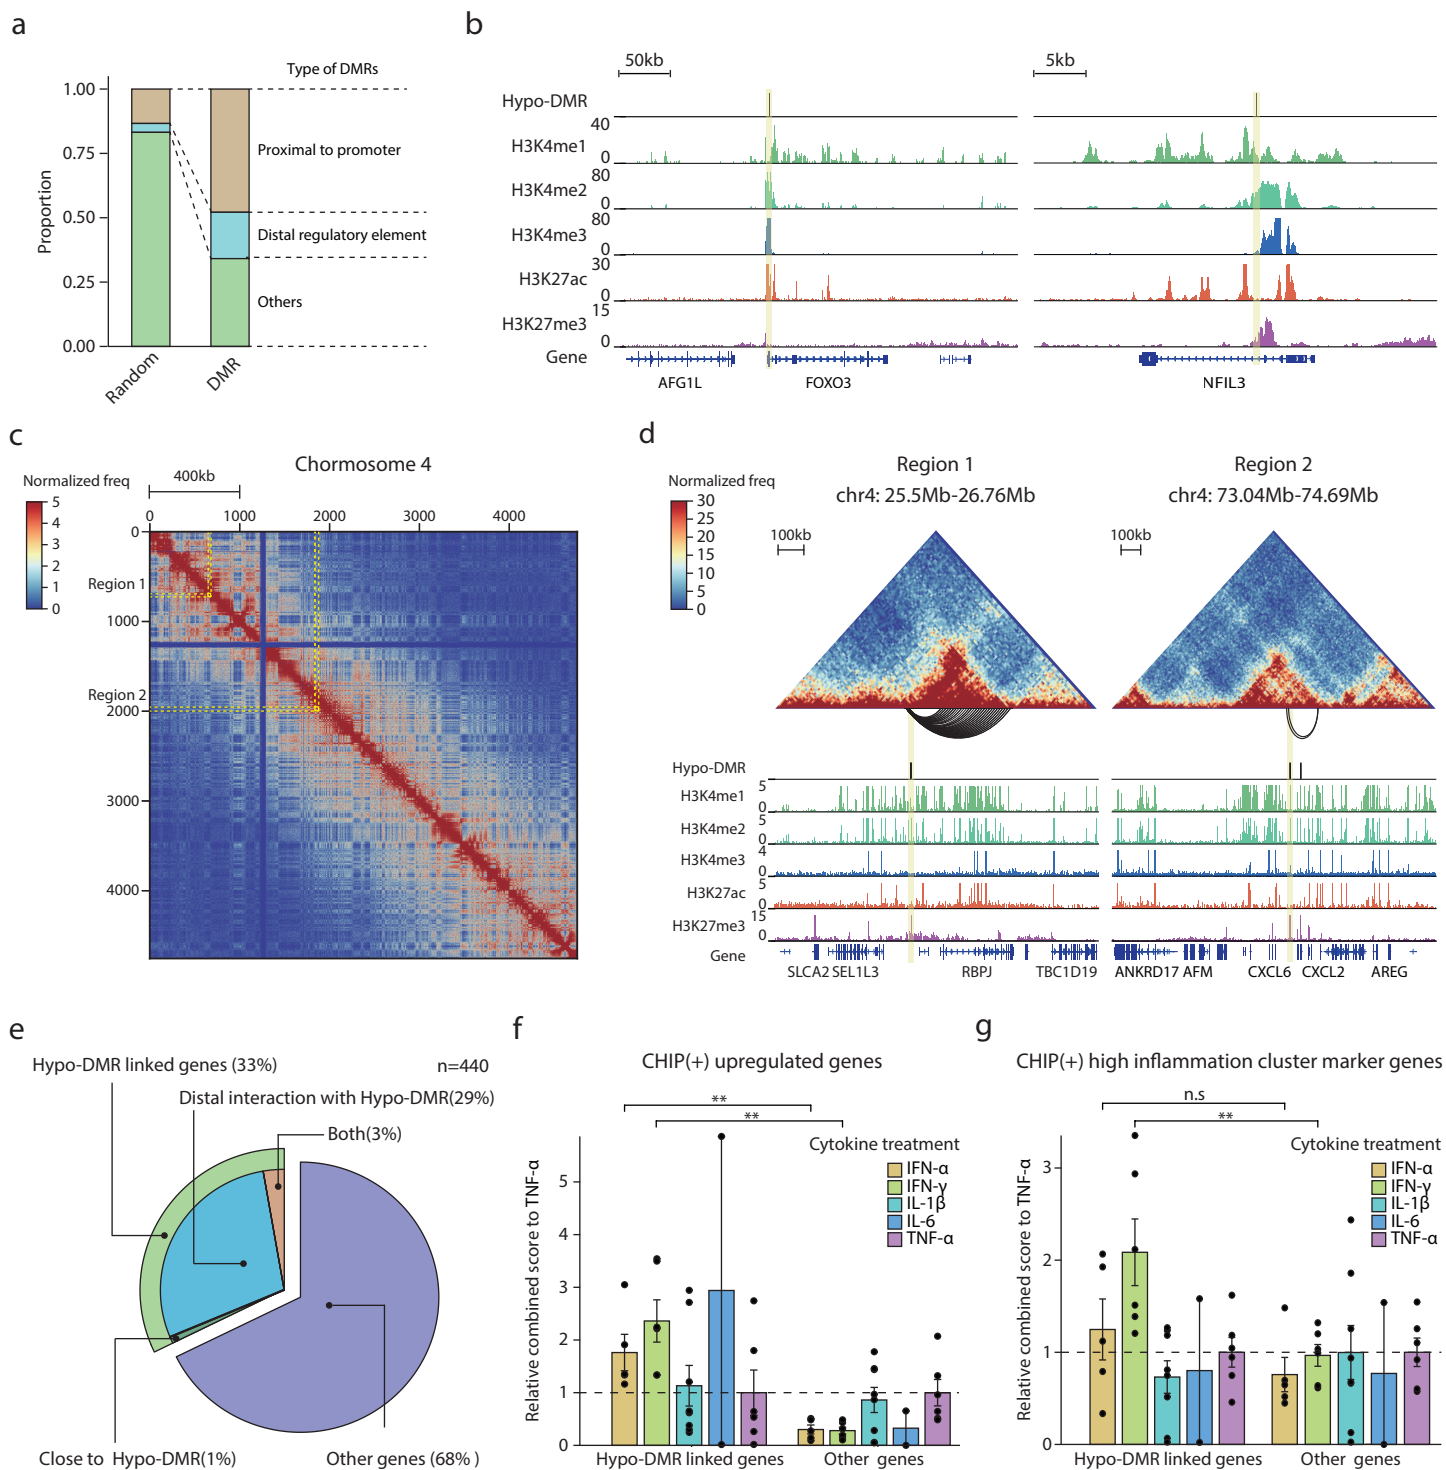 a
Type of DMRs
1.00
0.75
0.50
0.25
0.00
Proportion
Proximal to promoter
Distal regulatory element
Others
Random
DMR
b
50kb
5kb
Hypo-DMR
H3K4me1
40
0
H3K4me2
80
0
H3K4me3
80
0
H3K27ac
30
0
H3K27me3
15
0
Gene
AFG1L
FOXO3
NFIL3
c
Chormosome 4
Normalized freq
5
4
3
2
1
0
400kb
0
1000
2000
3000
4000
0
Region 1
1000
Region 2
2000
3000
4000
d
Normalized freq
30
25
20
15
10
5
0
Region 1
chr4: 25.5Mb-26.76Mb
100kb
Region 2
chr4: 73.04Mb-74.69Mb
100kb
Hypo-DMR
H3K4me1
5
0
H3K4me2
5
0
H3K4me3
4
0
H3K27ac
5
0
H3K27me3
15
0
Gene
SLCA2 SEL1L3
RBPJ
TBC1D19
ANKRD17 AFM
CXCL6
CXCL2
AREG
e
Hypo-DMR linked genes (33%)
n=440
Distal interaction with Hypo-DMR(29%)
Both(3%)
Close to Hypo-DMR(1%)
Other genes (68% )
f
CHIP(+) upregulated genes
**
**
Cytokine treatment
IFN-α
IFN-γ
IL-1β
IL-6
TNF-α
Relative combined score to TNF-α
5
4
3
2
1
0
Hypo-DMR linked genes
Other genes
g
CHIP(+) high inflammation cluster marker genes
n.s
**
Cytokine treatment
IFN-α
IFN-γ
IL-1β
IL-6
TNF-α
Relative combined score to TNF-α
3
2
1
0
Hypo-DMR linked genes
Other genes